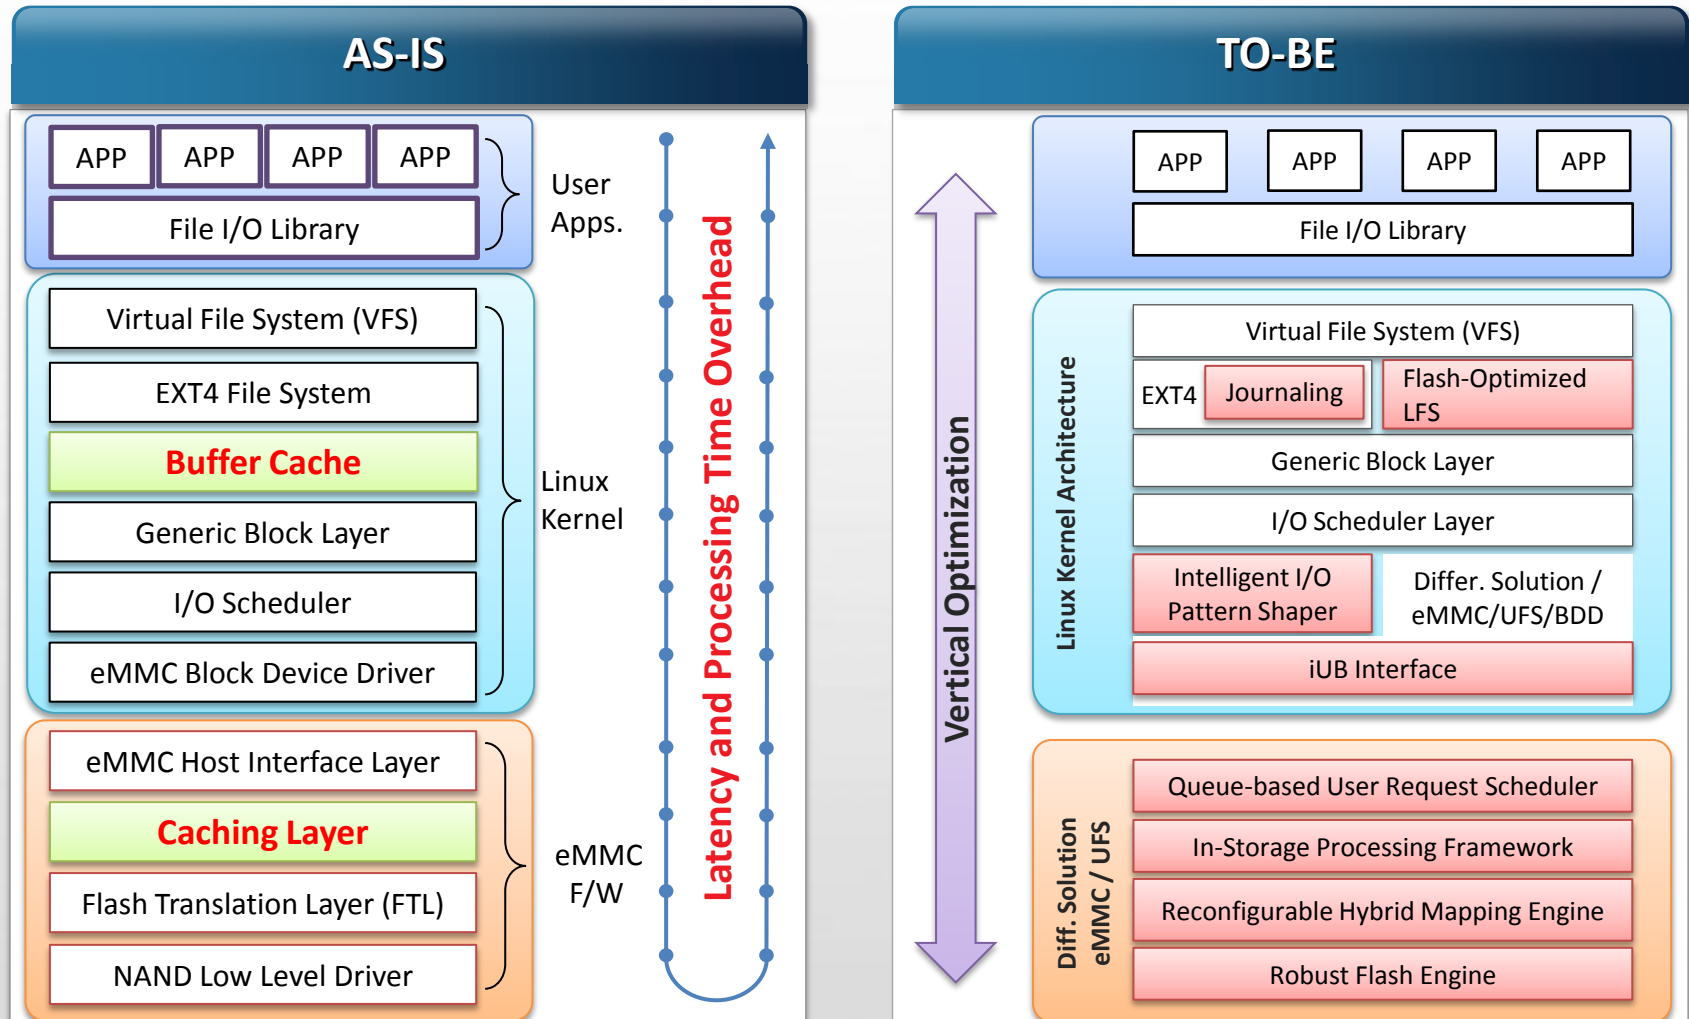 AS-IS
APP APP APP APP
File I/O Library
User
Apps.
Virtual File System (VFS)
EXT4 File System
Buffer Cache
Generic Block Layer
I/O Scheduler
eMMC Block Device Driver
Linux
Kernel
eMMC Host Interface Layer
Caching Layer
Flash Translation Layer (FTL)
NAND Low Level Driver
eMMC
F/W
Latency and Processing Time Overhead
TO-BE
Vertical Optimization
APP APP APP APP
File I/O Library
Linux Kernel Architecture
Virtual File System (VFS)
EXT4 Journaling
Flash-Optimized
LFS
Generic Block Layer
I/O Scheduler Layer
Intelligent I/O
Pattern Shaper
Differ. Solution /
eMMC/UFS/BDD
iUB Interface
Diff. Solution
eMMC / UFS
Queue-based User Request Scheduler
In-Storage Processing Framework
Reconfigurable Hybrid Mapping Engine
Robust Flash Engine